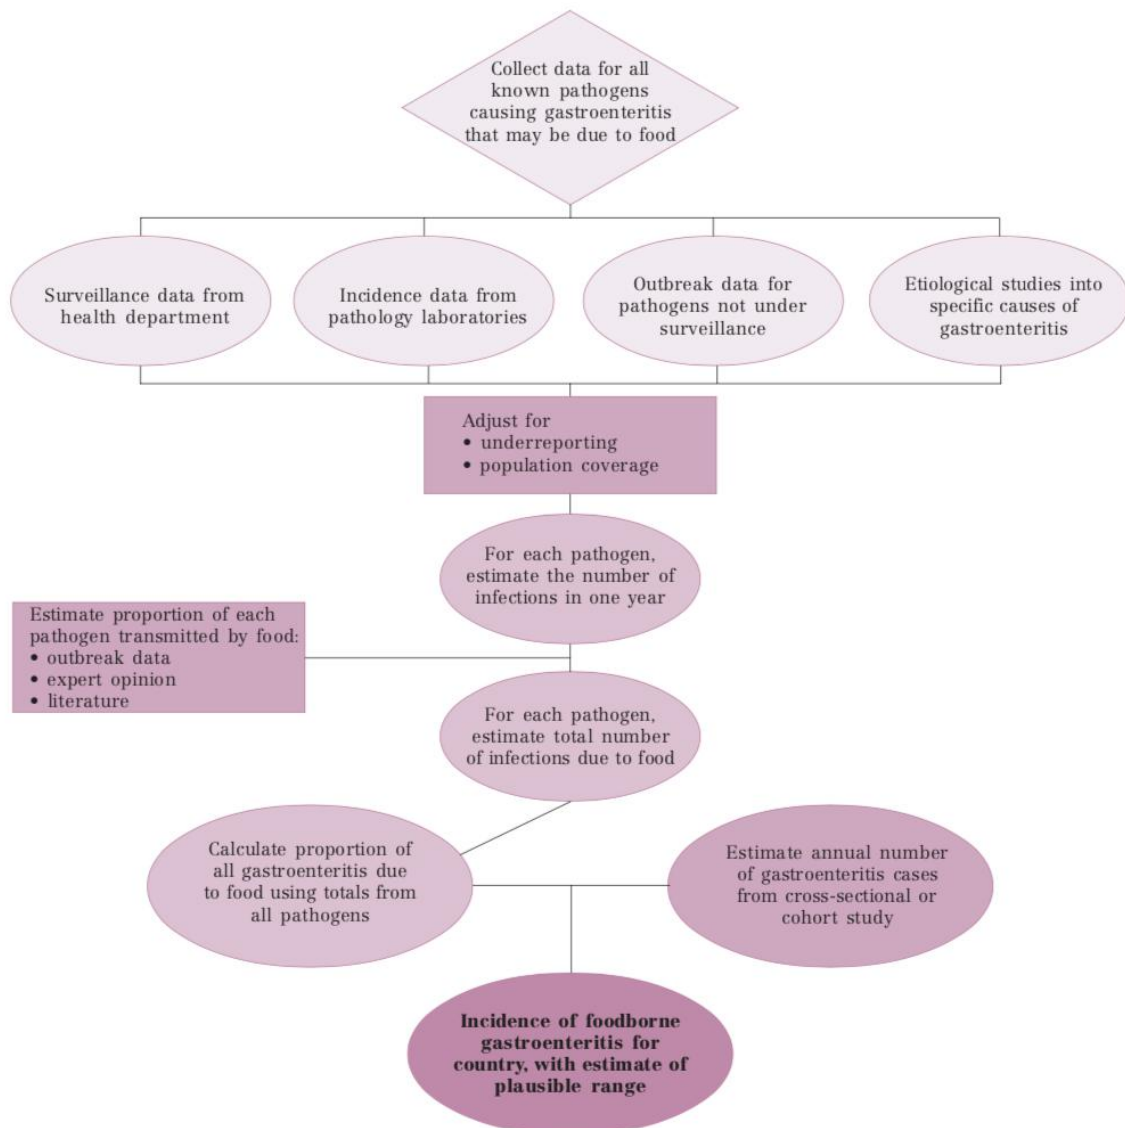 Collect data for all
known pathogens
causing gastroenteritis
that may be due to food
Surveillance data from
health department
Incidence data from
pathology laboratories
Outbreak data for
pathogens not under
surveillance
Etiological studies into
specific causes of
gastroenteritis
Adjust for
• underreporting
• population coverage
For each pathogen,
estimate the number of
infections in one year
Estimate proportion of each
pathogen transmitted by food:
• outbreak data
• expert opinion
• literature
For each pathogen,
estimate total number
of infections due to food
Calculate proportion of
all gastroenteritis due
to food using totals from
all pathogens
Estimate annual number
of gastroenteritis cases
from cross-sectional or
cohort study
Incidence of foodborne
gastroenteritis for
country, with estimate of
plausible range